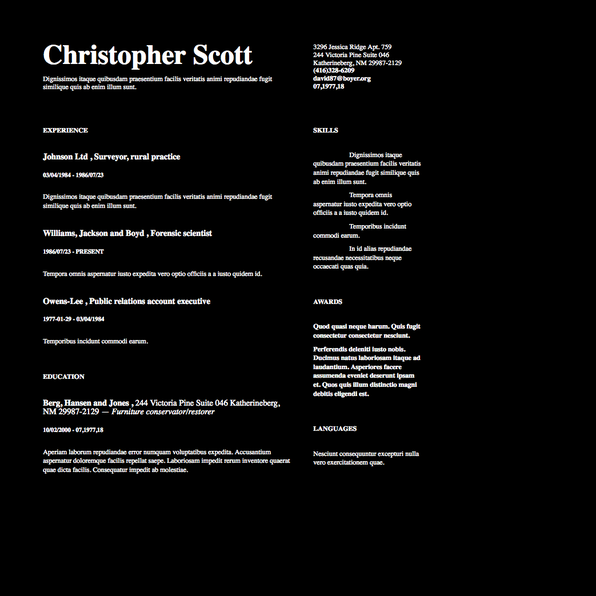 Christopher Scott
Dignissimos itaque quibusdam praesentium facilis veritatis animi repudiandae fugit
similique quis ab enim illum sunt.
3296 Jessica Ridge Apt. 759
244 Victoria Pine Suite 046
Katherineberg, NM 29987-2129
(416)328-6209
david87@boyer.org
07,1977,18
EXPERIENCE
Johnson Ltd , Surveyor, rural practice
03/04/1984 - 1986/07/23
Dignissimos itaque quibusdam praesentium facilis veritatis animi repudiandae fugit
similique quis ab enim illum sunt.
Williams, Jackson and Boyd , Forensic scientist
1986/07/23 - PRESENT
Tempora omnis aspernatur iusto expedita vero optio officiis a a iusto quidem id.
Owens-Lee , Public relations account executive
1977-01-29 - 03/04/1984
Temporibus incidunt commodi earum.
EDUCATION
Berg, Hansen and Jones , 244 Victoria Pine Suite 046 Katherineberg,
NM 29987-2129 — Furniture conservator/restorer
10/02/2000 - 07,1977,18
Aperiam laborum repudiandae error numquam voluptatibus expedita. Accusantium
aspernatur doloremque facilis repellat saepe. Laboriosam impedit rerum inventore quaerat
quae dicta facilis. Consequatur impedit ab molestiae.
SKILLS
Dignissimos itaque
quibusdam praesentium facilis veritatis
animi repudiandae fugit similique quis
ab enim illum sunt.
Tempora omnis
aspernatur iusto expedita vero optio
officiis a a iusto quidem id.
Temporibus incidunt
commodi earum.
In id alias repudiandae
recusandae necessitatibus neque
occaecati quas quia.
AWARDS
Quod quasi neque harum. Quis fugit
consectetur consectetur nesciunt.
Perferendis deleniti iusto nobis.
Ducimus natus laboriosam itaque ad
laudantium. Asperiores facere
assumenda eveniet deserunt ipsam
et. Quos quis illum distinctio magni
debitis eligendi est.
LANGUAGES
Nesciunt consequuntur excepturi nulla
vero exercitationem quae.